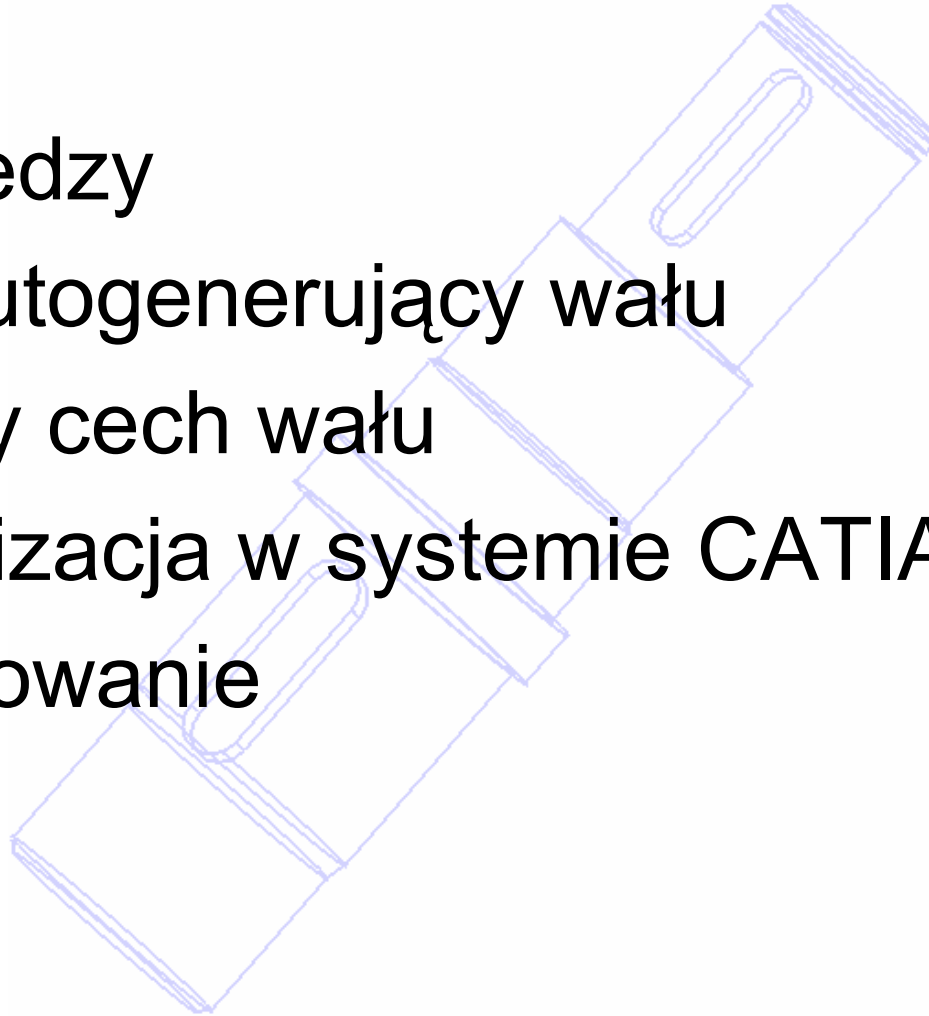 edzy
utogenerujący wału
y cech wału
izacja w systemie CATIA
owanie